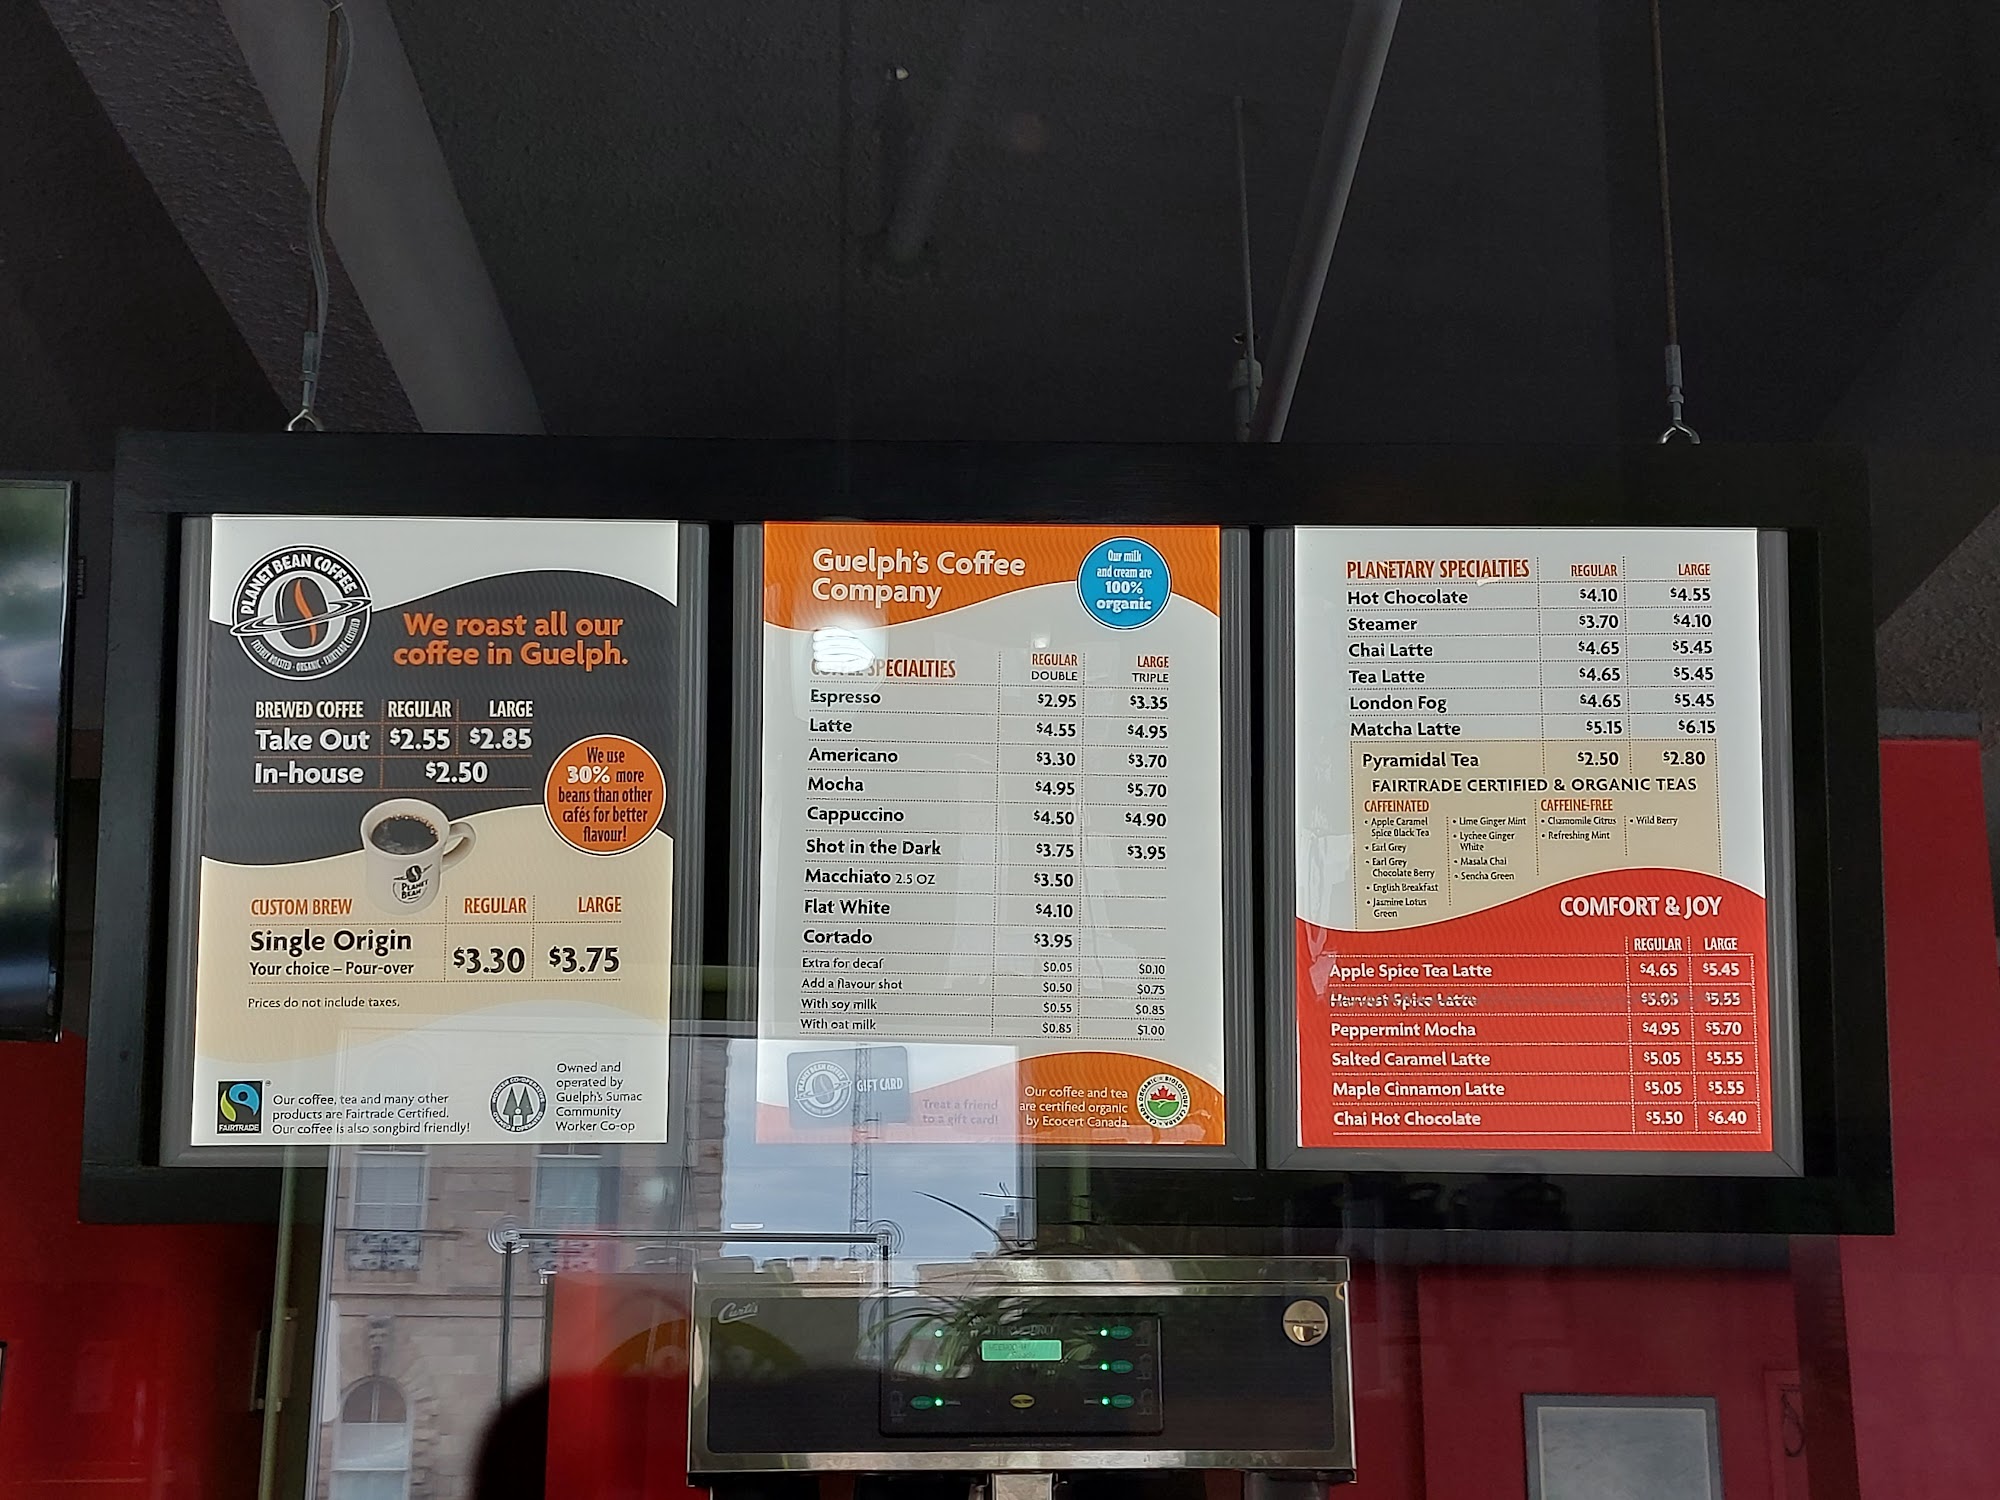 PLANET BEAN COFFEE
FRESHLY ROASTED · ORGANIC · FAIRTRADE CERTIFIED
We roast all our
coffee in Guelph.
BREWED COFFEE REGULAR LARGE
Take Out $2.55 $2.85
In-house $2.50
We use
30% more
beans than other
cafés for better
flavour!
PLANET
BEAN
CUSTOM BREW REGULAR LARGE
Single Origin
Your choice – Pour-over $3.30 $3.75
Prices do not include taxes.
FAIRTRADE
Our coffee, tea and many other
products are Fairtrade Certified.
Our coffee is also songbird friendly!
Owned and
operated by
Guelph's Sumac
Community
Worker Co-op
Guelph's Coffee
Company
Our milk
and cream are
100%
organic
SPECIALTIES REGULAR LARGE
DOUBLE TRIPLE
Espresso $2.95 $3.35
Latte $4.55 $4.95
Americano $3.30 $3.70
Mocha $4.95 $5.70
Cappuccino $4.50 $4.90
Shot in the Dark $3.75 $3.95
Macchiato 2.5 OZ $3.50
Flat White $4.10
Cortado $3.95
Extra for decaf $0.05 $0.10
Add a flavour shot $0.50 $0.75
With soy milk $0.55 $0.85
With oat milk $0.85 $1.00
PLANET BEAN COFFEE
GIFT CARD
Treat a friend
to a gift card!
Our coffee and tea
are certified organic
by Ecocert Canada.
PLANETARY SPECIALTIES REGULAR LARGE
Hot Chocolate $4.10 $4.55
Steamer $3.70 $4.10
Chai Latte $4.65 $5.45
Tea Latte $4.65 $5.45
London Fog $4.65 $5.45
Matcha Latte $5.15 $6.15
Pyramidal Tea $2.50 $2.80
FAIRTRADE CERTIFIED & ORGANIC TEAS
CAFFEINATED
• Apple Caramel
Spice Black Tea
• Earl Grey
• Earl Grey
Chocolate Berry
• English Breakfast
• Jasmine Lotus
Green
• Lime Ginger Mint
• Lychee Ginger
White
• Masala Chai
• Sencha Green
CAFFEINE-FREE
• Chamomile Citrus
• Refreshing Mint
• Wild Berry
COMFORT & JOY
REGULAR LARGE
Apple Spice Tea Latte $4.65 $5.45
Harvest Spice Latte $5.05 $5.55
Peppermint Mocha $4.95 $5.70
Salted Caramel Latte $5.05 $5.55
Maple Cinnamon Latte $5.05 $5.55
Chai Hot Chocolate $5.50 $6.40
Curtis